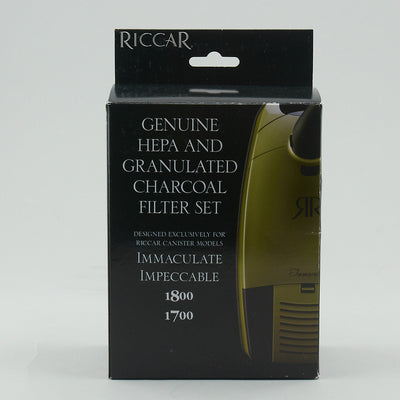 RICCAR
GENUINE
HEPA AND
GRANULATED
CHARCOAL
FILTER SET
DESIGNED EXCLUSIVELY FOR
RICCAR CANISTER MODELS
IMMACULATE
IMPECCABLE
1800
1700